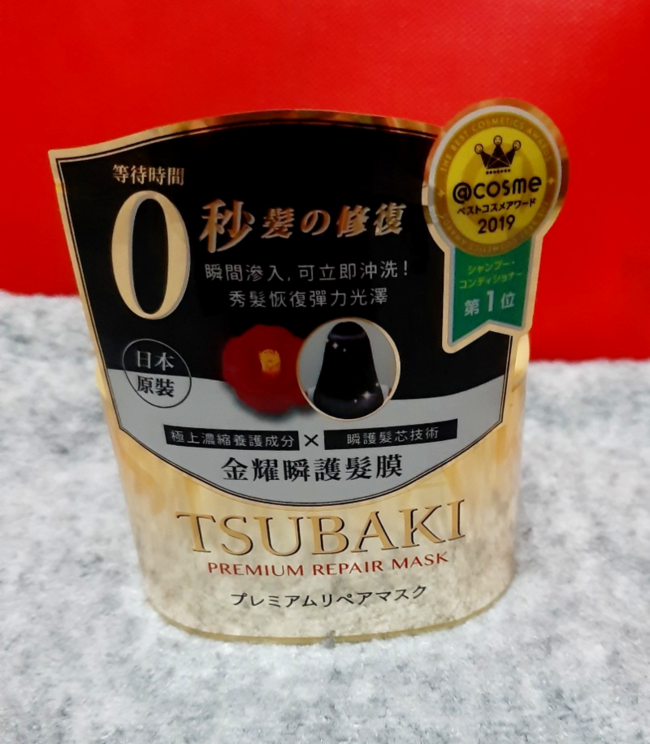 等待時間
0秒髮の修復
瞬間滲入,可立即沖洗!
秀髮恢復彈力光澤
日本
原裝
極上濃縮養護成分×瞬護髮芯技術
金耀瞬護髮膜
TSUBAKI
PREMIUM REPAIR MASK
プレミアムリペアマスク
THE BEST COSMETICS AWARDS
@cosme
ベストコスメアワード
2019
シャンプー・
コンディショナー
第1位